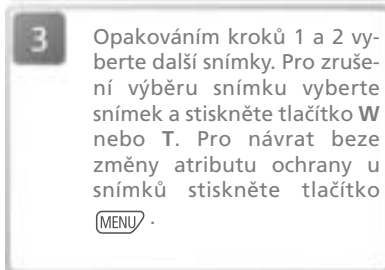 3
Opakováním kroků 1 a 2 vy-
berte další snímky. Pro zruše-
ní výběru snímku vyberte
snímek a stiskněte tlačítko W
nebo T. Pro návrat beze
změny atributu ochrany u
snímků stiskněte tlačítko
MENU .